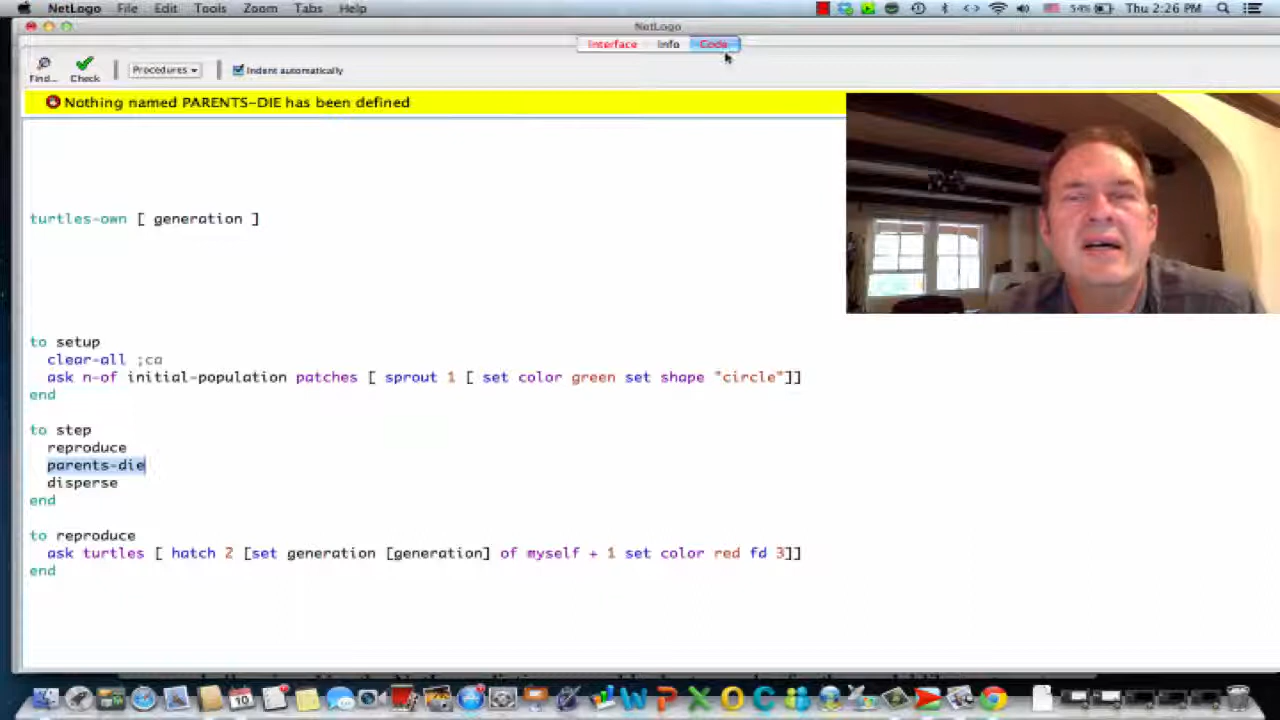 NetLogo File Edit Tools Zoom Tabs Help 54% Thu 2:26 PM
NetLogo
Interface Info Code
Find... Check Procedures Indent automatically
Nothing named PARENTS-DIE has been defined
turtles-own [ generation ]
to setup
clear-all ;ca
ask n-of initial-population patches [ sprout 1 [ set color green set shape "circle"]]
end
to step
reproduce
parents-die
disperse
end
to reproduce
ask turtles [ hatch 2 [set generation [generation] of myself + 1 set color red fd 3]]
end